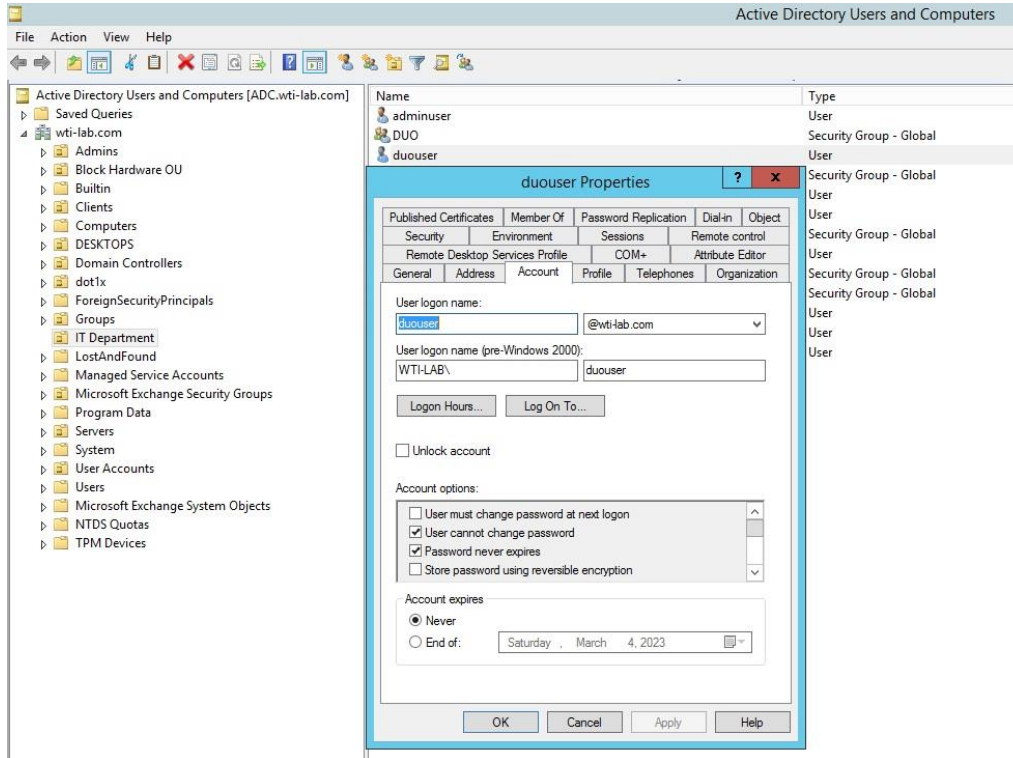 Active Directory Users and Computers
File Action View Help
Active Directory Users and Computers [ADC.wti-lab.com]
Saved Queries
wti-lab.com
Admins
Block Hardware OU
Builtin
Clients
Computers
DESKTOPS
Domain Controllers
dot1x
ForeignSecurityPrincipals
Groups
IT Department
LostAndFound
Managed Service Accounts
Microsoft Exchange Security Groups
Program Data
Servers
System
User Accounts
Users
Microsoft Exchange System Objects
NTDS Quotas
TPM Devices
Name Type
adminuser User
DUO Security Group - Global
duouser User
Security Group - Global
User
User
Security Group - Global
User
Security Group - Global
Security Group - Global
User
User
User
duouser Properties ? x
Published Certificates Member Of Password Replication Dial-in Object
Security Environment Sessions Remote control
Remote Desktop Services Profile COM+ Attribute Editor
General Address Account Profile Telephones Organization
User logon name:
duouser @wti-lab.com
User logon name (pre-Windows 2000):
WTI-LAB\ duouser
Logon Hours... Log On To...
Unlock account
Account options:
User must change password at next logon
User cannot change password
Password never expires
Store password using reversible encryption
Account expires
Never
End of: Saturday , March 4, 2023
OK Cancel Apply Help